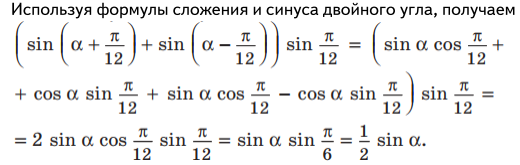 Используя формулы сложения и синуса двойного угла, получаем
(sin (α + π/12) + sin (α − π/12)) sin π/12 = (sin α cos π/12 +
+ cos α sin π/12 + sin α cos π/12 − cos α sin π/12) sin π/12 =
= 2 sin α cos π/12 sin π/12 = sin α sin π/6 = 1/2 sin α.